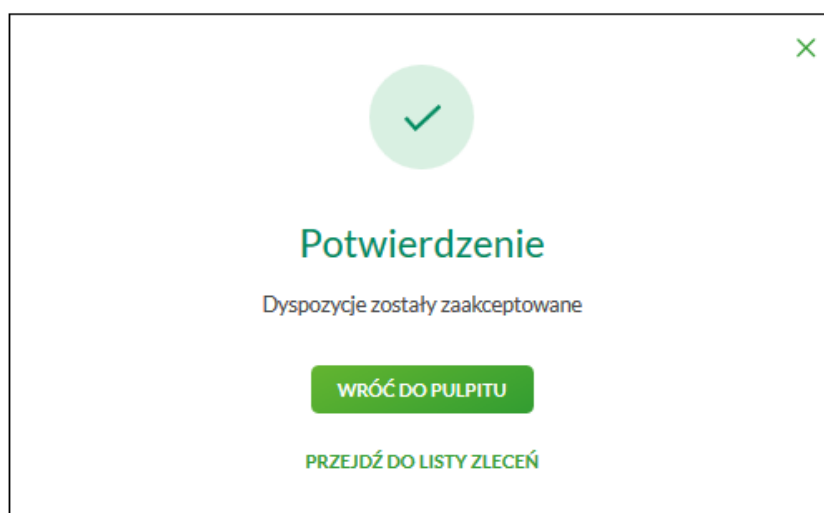 Potwierdzenie
Dyspozycje zostały zaakceptowane
WRÓĆ DO PULPITU
PRZEJDŹ DO LISTY ZLECEŃ